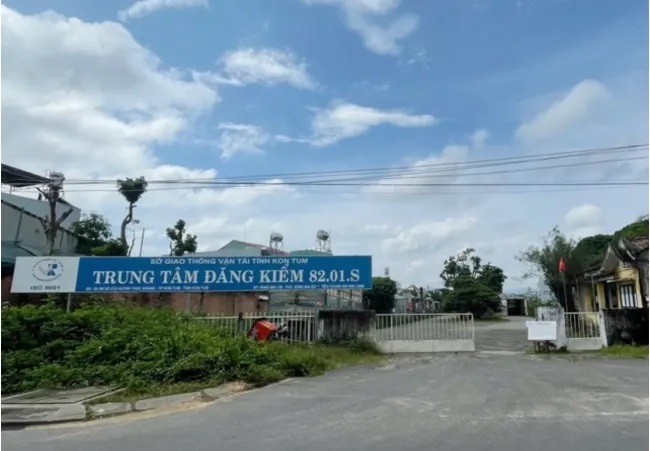 SỞ GIAO THÔNG VẬN TẢI TỈNH KON TUM
TRUNG TÂM ĐĂNG KIỂM 82.01.S
ISO 9001